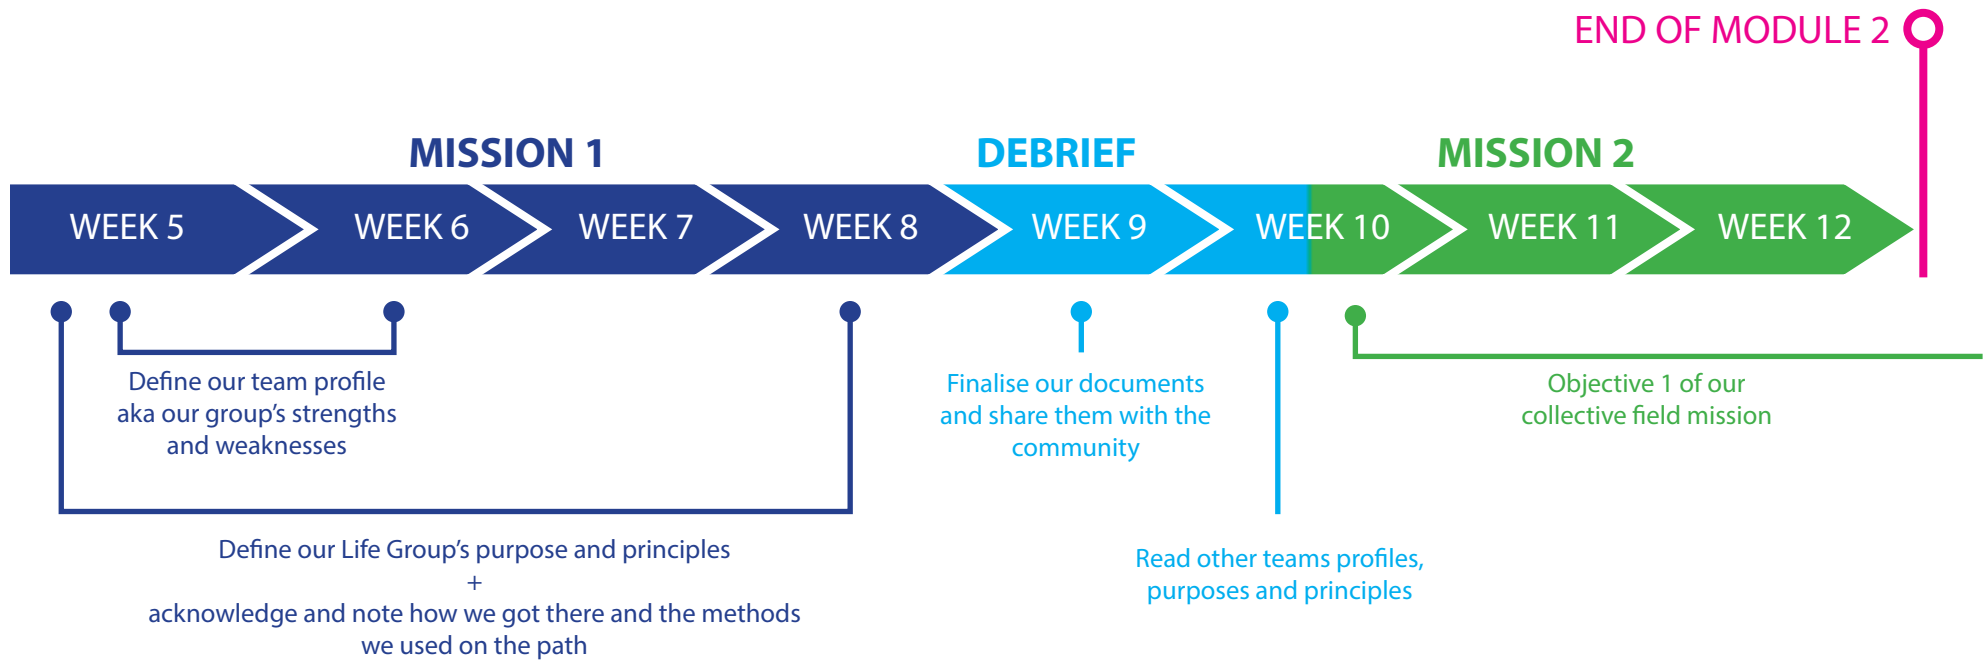 END OF MODULE 2
MISSION 1
DEBRIEF
MISSION 2
WEEK 5
WEEK 6
WEEK 7
WEEK 8
WEEK 9
WEEK 10
WEEK 11
WEEK 12
Define our team profile
aka our group’s strengths
and weaknesses
Finalise our documents
and share them with the
community
Objective 1 of our
collective field mission
Define our Life Group’s purpose and principles
+
acknowledge and note how we got there and the methods
we used on the path
Read other teams profiles,
purposes and principles